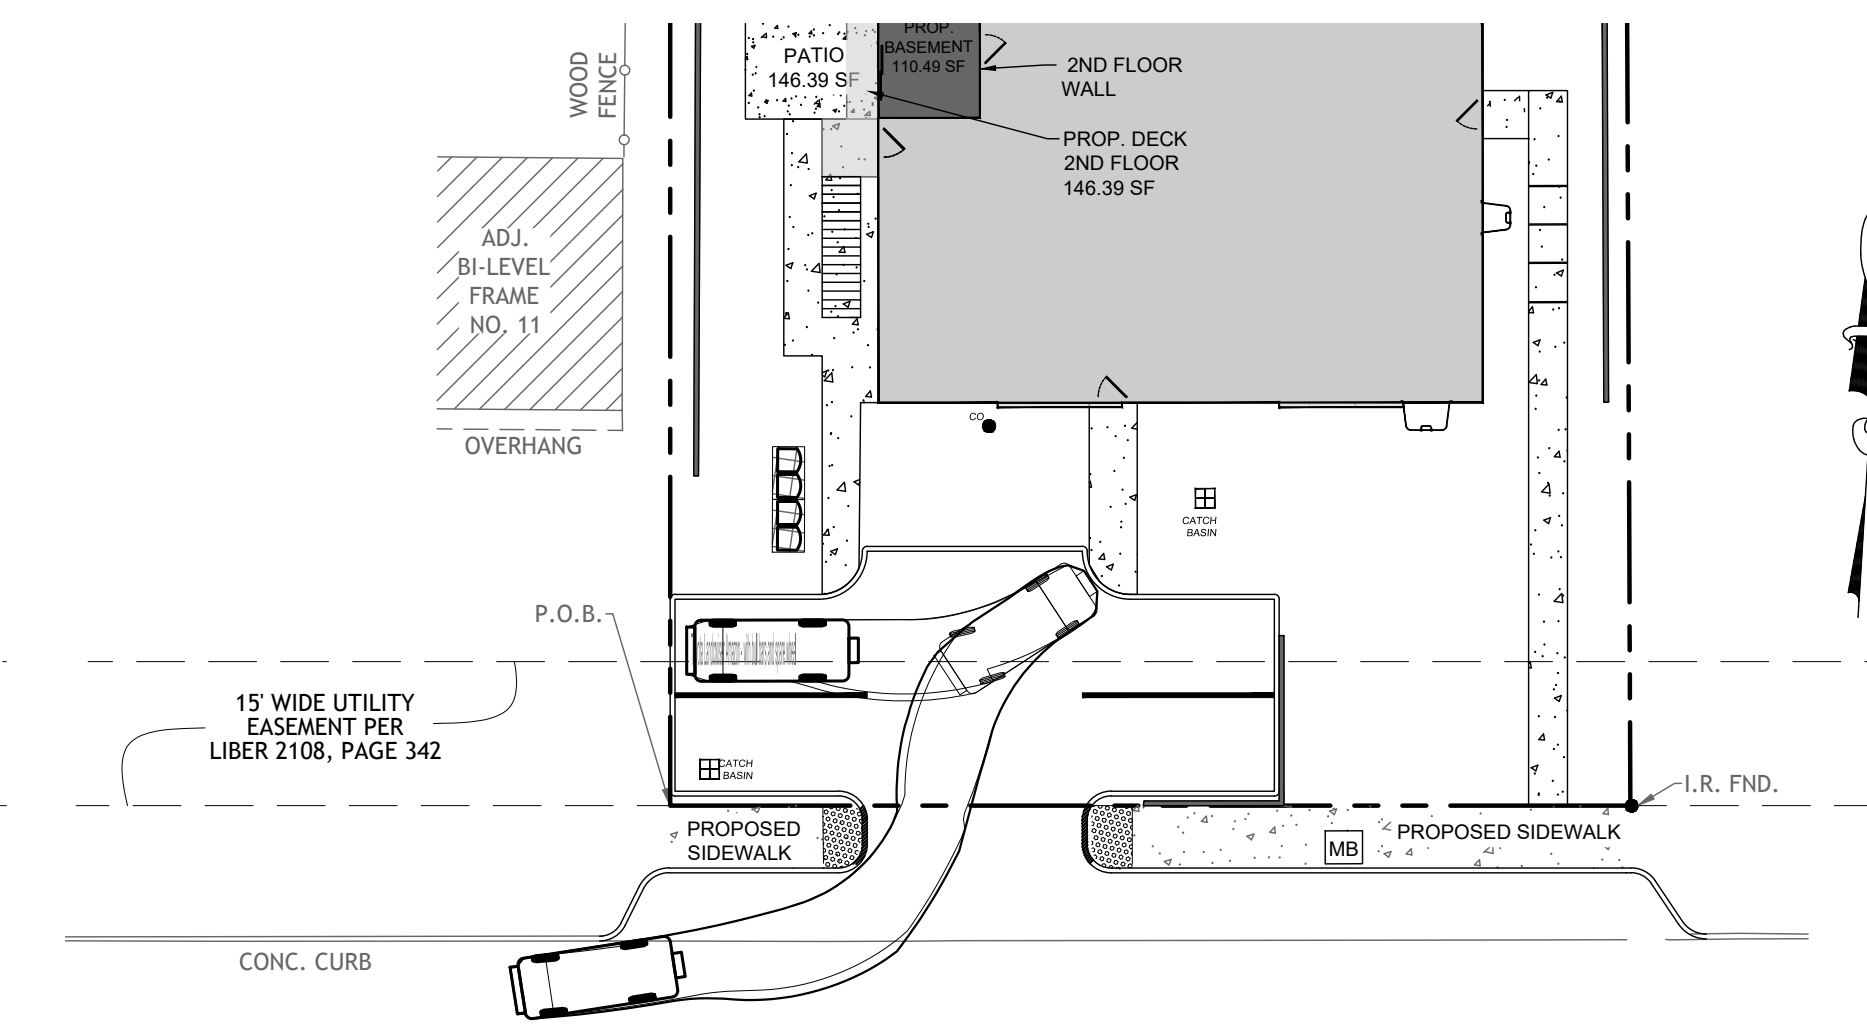 PROP.
BASEMENT
110.49 SF
PATIO
146.39 SF
WOOD
FENCE
2ND FLOOR
WALL
PROP. DECK
2ND FLOOR
146.39 SF
ADJ.
BI-LEVEL
FRAME
NO. 11
OVERHANG
CO
CATCH
BASIN
P.O.B.
15' WIDE UTILITY
EASEMENT PER
LIBER 2108, PAGE 342
CATCH
BASIN
I.R. FND.
PROPOSED
SIDEWALK
MB
PROPOSED SIDEWALK
CONC. CURB